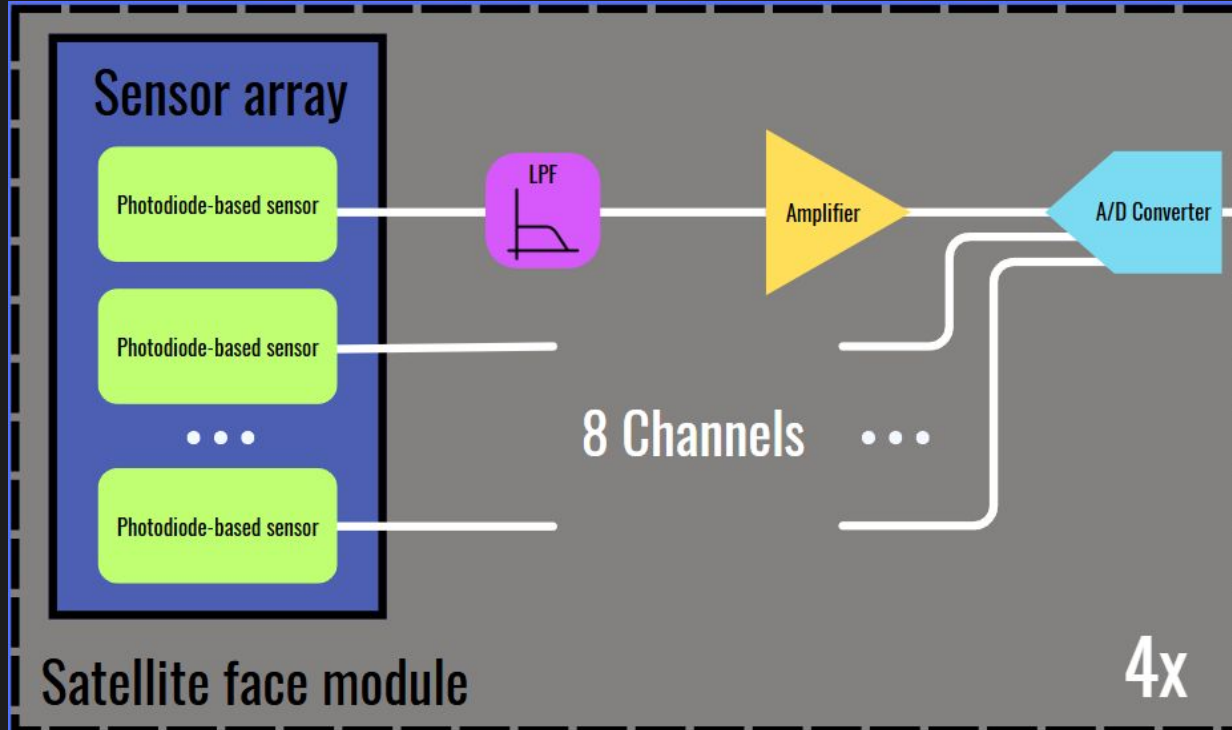 Sensor array
Photodiode-based sensor
LPF
Amplifier
A/D Converter
Photodiode-based sensor
8 Channels
Photodiode-based sensor
Satellite face module
4x